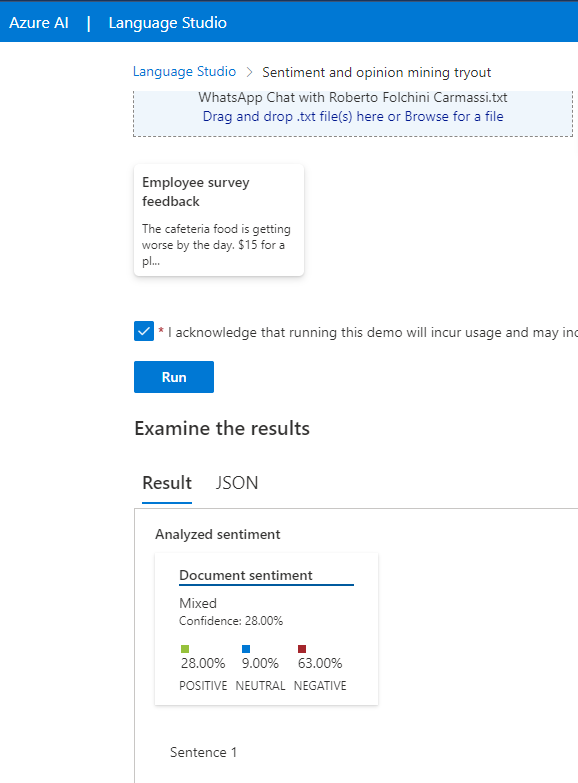 Azure AI | Language Studio
Language Studio > Sentiment and opinion mining tryout
WhatsApp Chat with Roberto Folchini Carmassi.txt
Drag and drop .txt file(s) here or Browse for a file
Employee survey
feedback
The cafeteria food is getting
worse by the day. $15 for a
pl...
* I acknowledge that running this demo will incur usage and may inc
Run
Examine the results
Result JSON
Analyzed sentiment
Document sentiment
Mixed
Confidence: 28.00%
28.00% 9.00% 63.00%
POSITIVE NEUTRAL NEGATIVE
Sentence 1